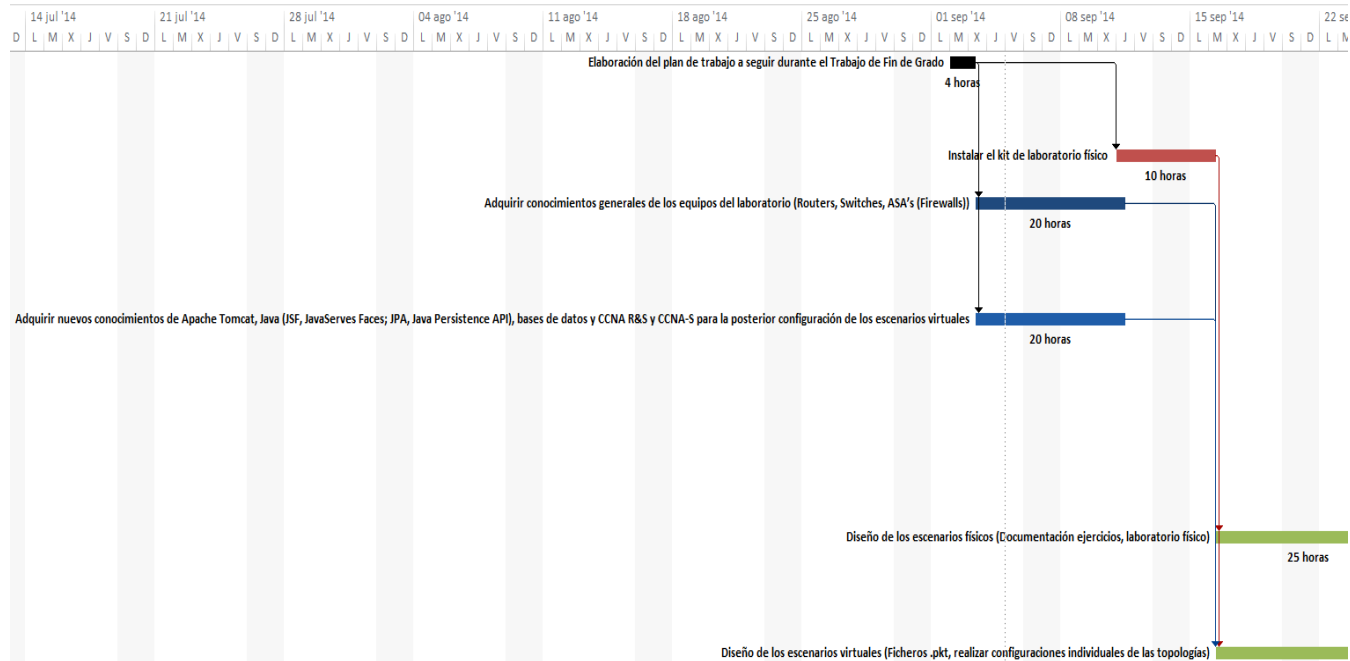 14 jul '14 21 jul '14 28 jul '14 04 ago '14 11 ago '14 18 ago '14 25 ago '14 01 sep '14 08 sep '14 15 sep '14 22 se
D L M X J V S D L M X J V S D L M X J V S D L M X J V S D L M X J V S D L M X J V S D L M X J V S D L M X J V S D L M X J V S D L M X J V S D L M
Elaboración del plan de trabajo a seguir durante el Trabajo de Fin de Grado
4 horas
Instalar el kit de laboratorio físico
10 horas
Adquirir conocimientos generales de los equipos del laboratorio (Routers, Switches, ASA's (Firewalls))
20 horas
Adquirir nuevos conocimientos de Apache Tomcat, Java (JSF, JavaServes Faces; JPA, Java Persistence API), bases de datos y CCNA R&S y CCNA-S para la posterior configuración de los escenarios virtuales
20 horas
Diseño de los escenarios físicos (Documentación ejercicios, laboratorio físico)
25 horas
Diseño de los escenarios virtuales (Ficheros .pkt, realizar configuraciones individuales de las topologías)